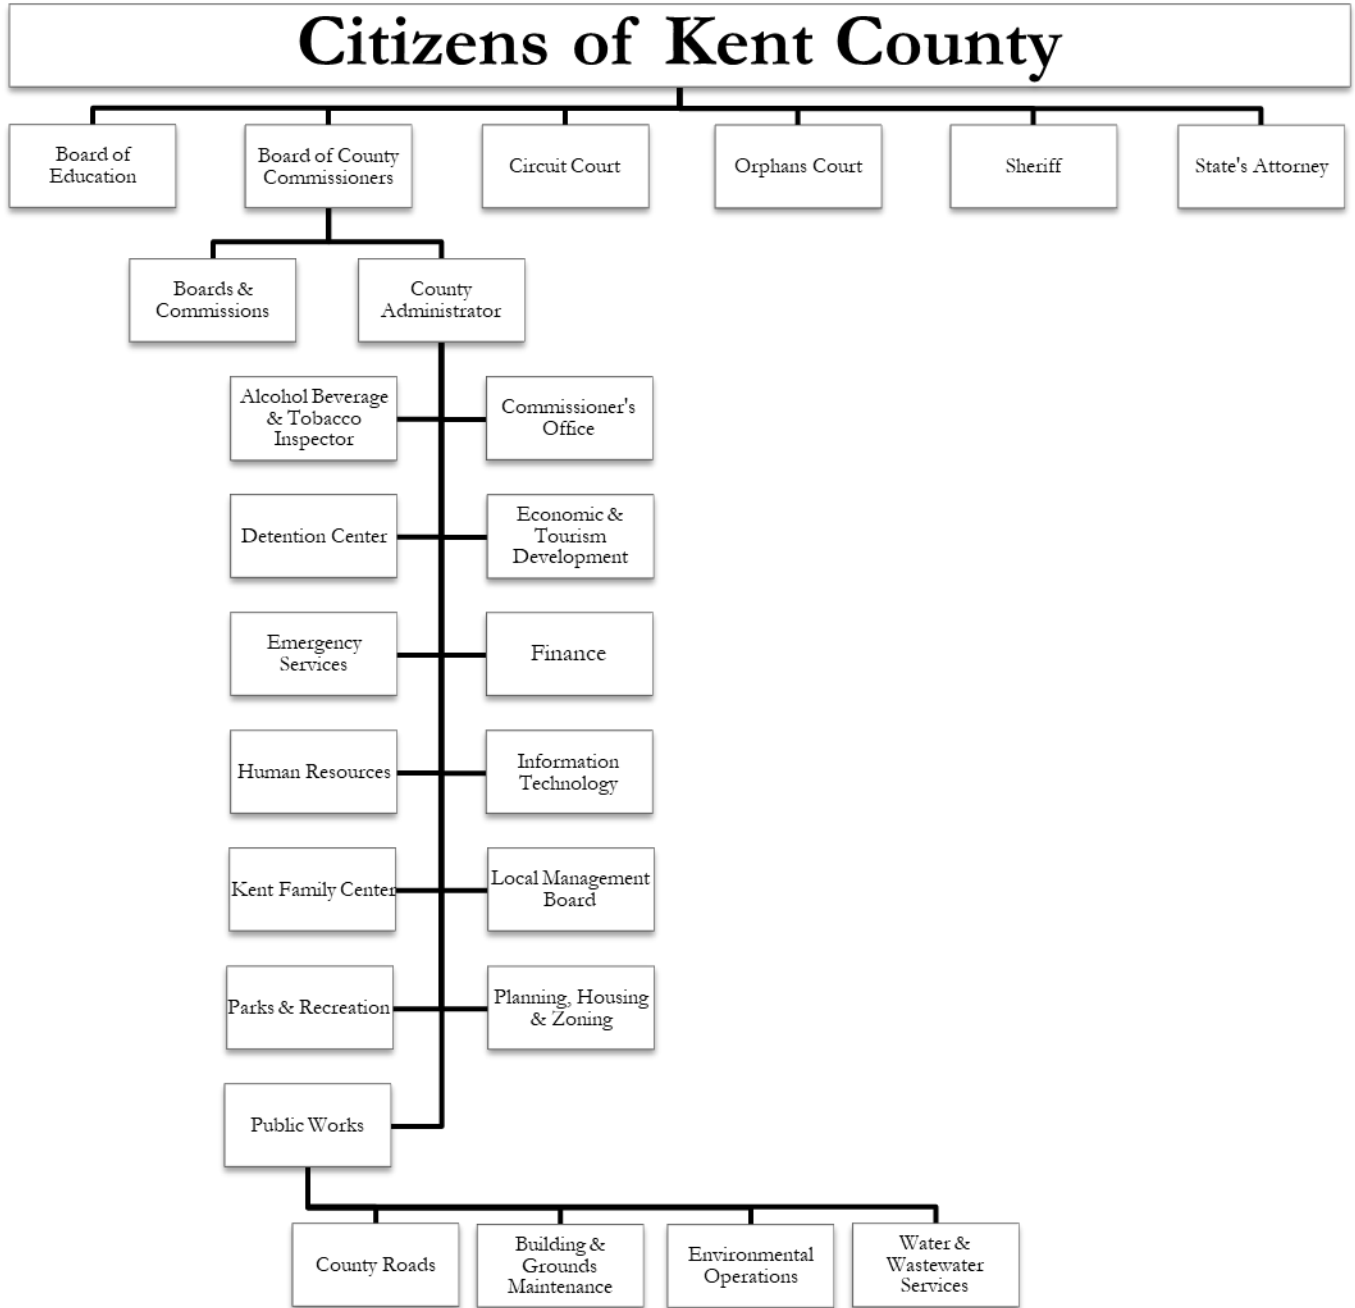 Citizens of Kent County
Board of
Education
Board of County
Commissioners
Circuit Court
Orphans Court
Sheriff
State's Attorney
Boards &
Commissions
County
Administrator
Alcohol Beverage
& Tobacco
Inspector
Commissioner's
Office
Detention Center
Economic &
Tourism
Development
Emergency
Services
Finance
Human Resources
Information
Technology
Kent Family Center
Local Management
Board
Parks & Recreation
Planning, Housing
& Zoning
Public Works
County Roads
Building &
Grounds
Maintenance
Environmental
Operations
Water &
Wastewater
Services